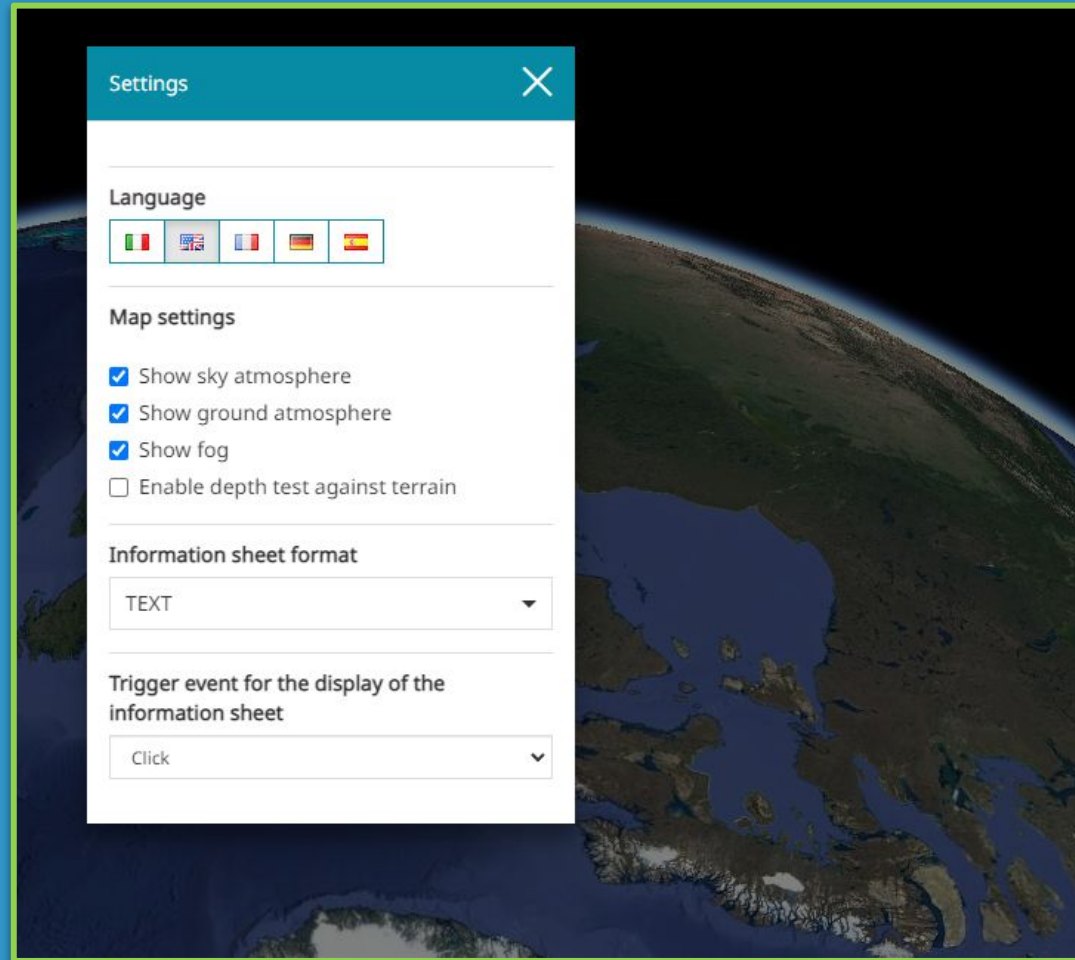 Settings
Language
Map settings
Show sky atmosphere
Show ground atmosphere
Show fog
Enable depth test against terrain
Information sheet format
TEXT
Trigger event for the display of the
information sheet
Click